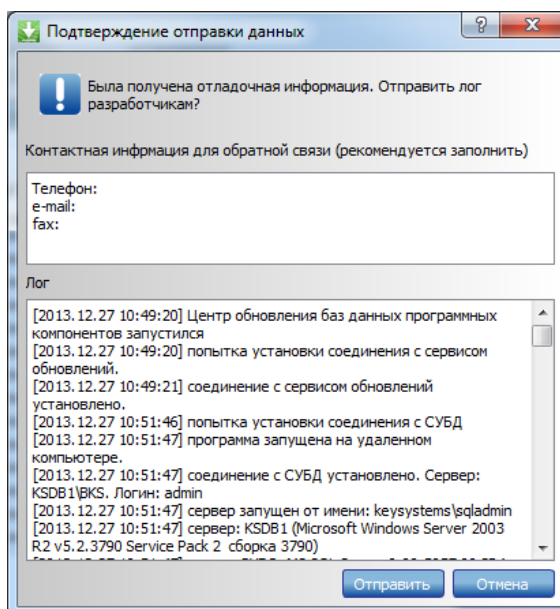 Подтверждение отправки данных
Была получена отладочная информация. Отправить лог
разработчикам?
Контактная инфрмация для обратной связи (рекомендуется заполнить)
Телефон:
e-mail:
fax:
Лог
[2013.12.27 10:49:20] Центр обновления баз данных программных
компонентов запустился
[2013.12.27 10:49:20] попытка установки соединения с сервисом
обновлений.
[2013.12.27 10:49:21] соединение с сервисом обновлений
установлено.
[2013.12.27 10:51:46] попытка установки соединения с СУБД
[2013.12.27 10:51:47] программа запущена на удаленном
компьютере.
[2013.12.27 10:51:47] соединение с СУБД установлено. Сервер:
KSDB1\BKS. Логин: admin
[2013.12.27 10:51:47] сервер запущен от имени: keysystems\sqladmin
[2013.12.27 10:51:47] сервер: KSDB1 (Microsoft Windows Server 2003
R2 v5.2.3790 Service Pack 2 сборка 3790)
Отправить Отмена